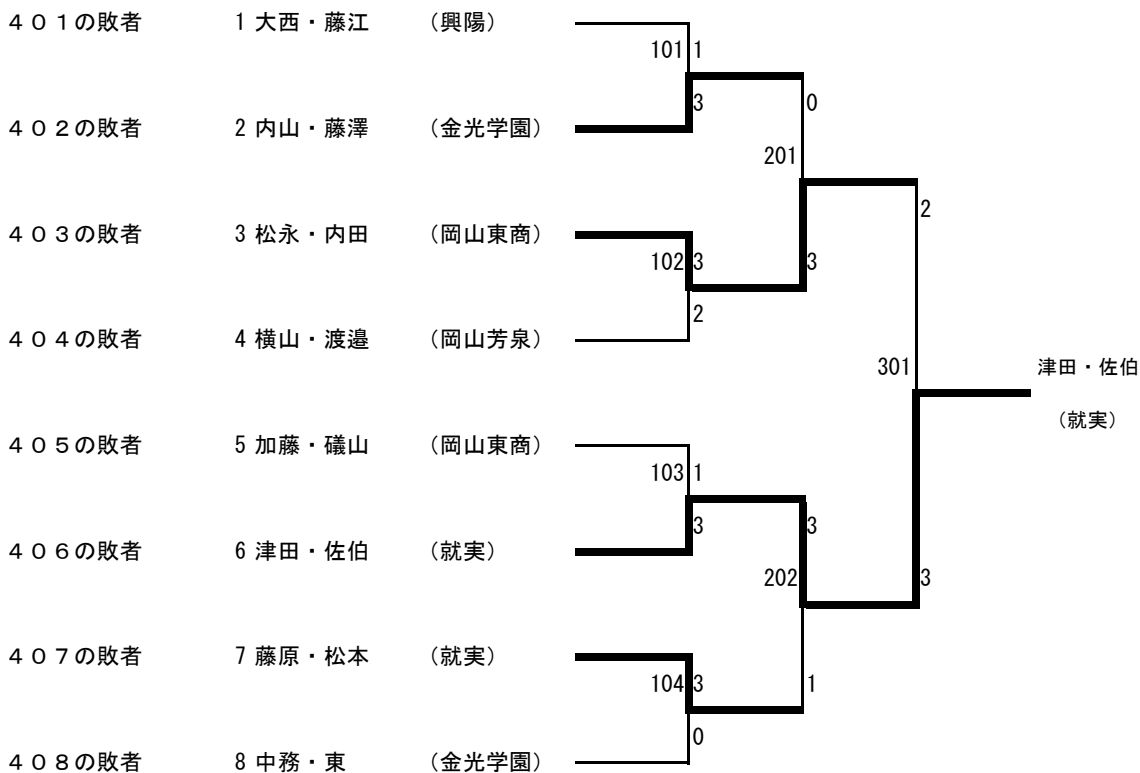 ４０１の敗者 1 大西・藤江 （興陽）
101 1
3 0
４０２の敗者 2 内山・藤澤 （金光学園）
201
2
４０３の敗者 3 松永・内田 （岡山東商）
102 3 3
2
４０４の敗者 4 横山・渡邉 （岡山芳泉）
301 津田・佐伯
（就実）
４０５の敗者 5 加藤・礒山 （岡山東商）
103 1
3 3
４０６の敗者 6 津田・佐伯 （就実）
202 3
４０７の敗者 7 藤原・松本 （就実）
104 3 1
0
４０８の敗者 8 中務・東 （金光学園）